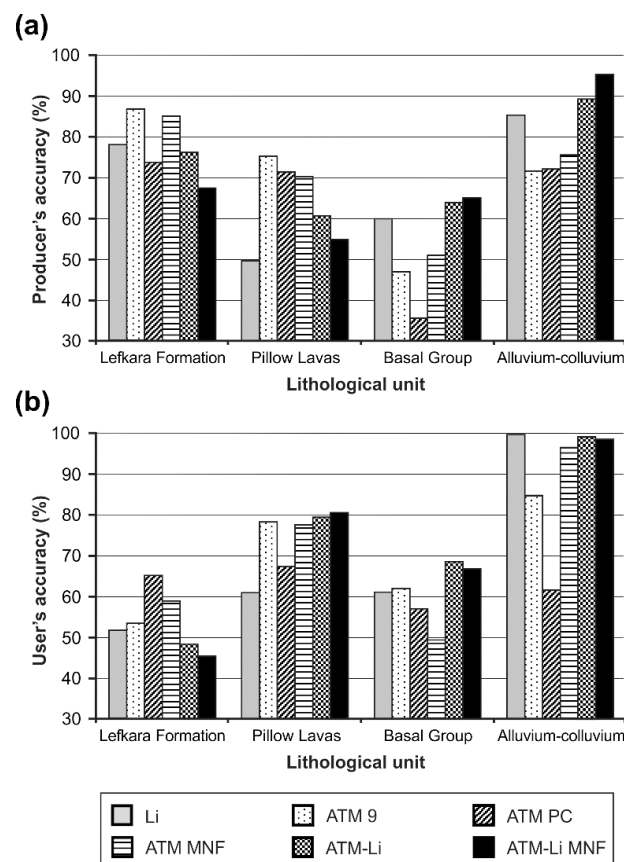 (a)
Producer's accuracy (%)
100
90
80
70
60
50
40
30
Lefkara Formation Pillow Lavas Basal Group Alluvium-colluvium
Lithological unit
(b)
User's accuracy (%)
100
90
80
70
60
50
40
30
Lefkara Formation Pillow Lavas Basal Group Alluvium-colluvium
Lithological unit
Li ATM 9 ATM PC
ATM MNF ATM-Li ATM-Li MNF